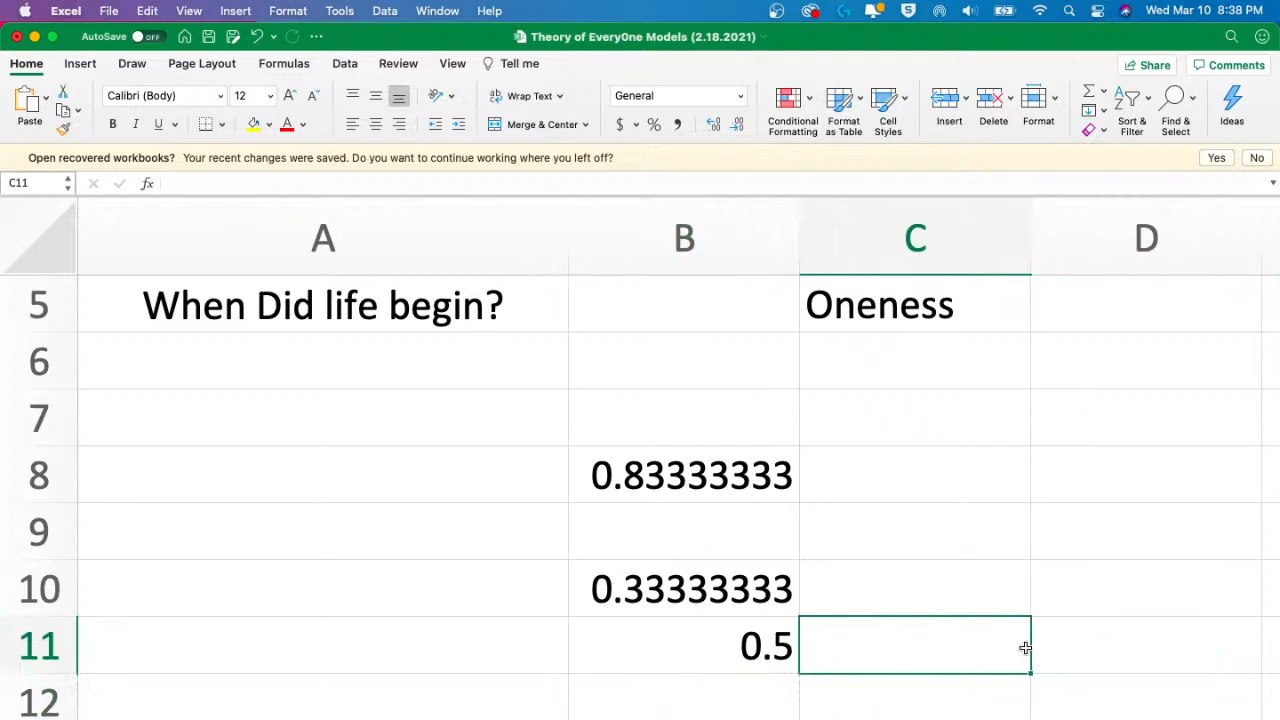 Excel File Edit View Insert Format Tools Data Window Help Wed Mar 10 8:38 PM
AutoSave OFF Theory of EveryOne Models (2.18.2021)
Home Insert Draw Page Layout Formulas Data Review View Tell me Share Comments
Paste Calibri (Body) 12 Wrap Text General Conditional Formatting Format as Table Cell Styles Insert Delete Format Sort & Filter Find & Select Ideas
B I U A Merge & Center $ % ,
Open recovered workbooks? Your recent changes were saved. Do you want to continue working where you left off? Yes No
C11 fx
A B C D
5 When Did life begin? Oneness
6
7
8 0.83333333
9
10 0.33333333
11 0.5
12